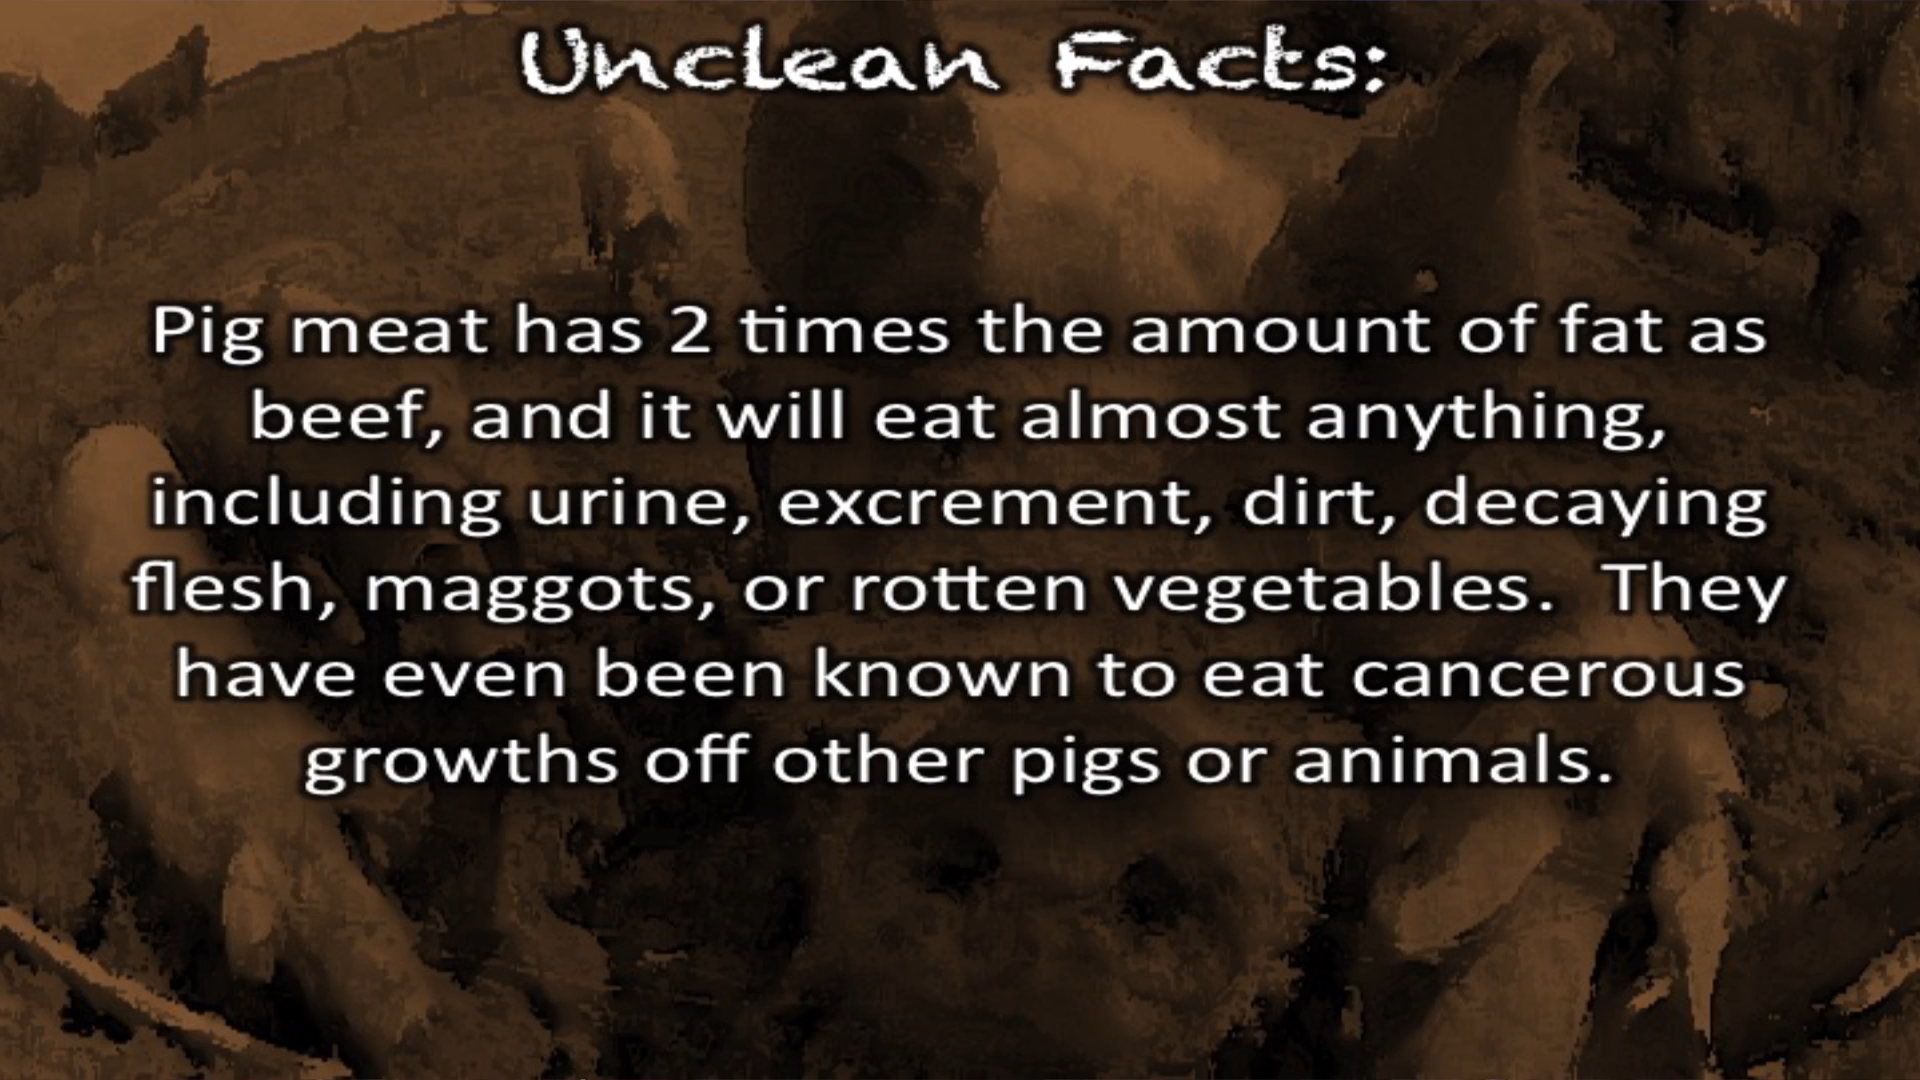 Unclean Facts:
Pig meat has 2 times the amount of fat as
beef, and it will eat almost anything,
including urine, excrement, dirt, decaying
flesh, maggots, or rotten vegetables.  They
have even been known to eat cancerous
growths off other pigs or animals.